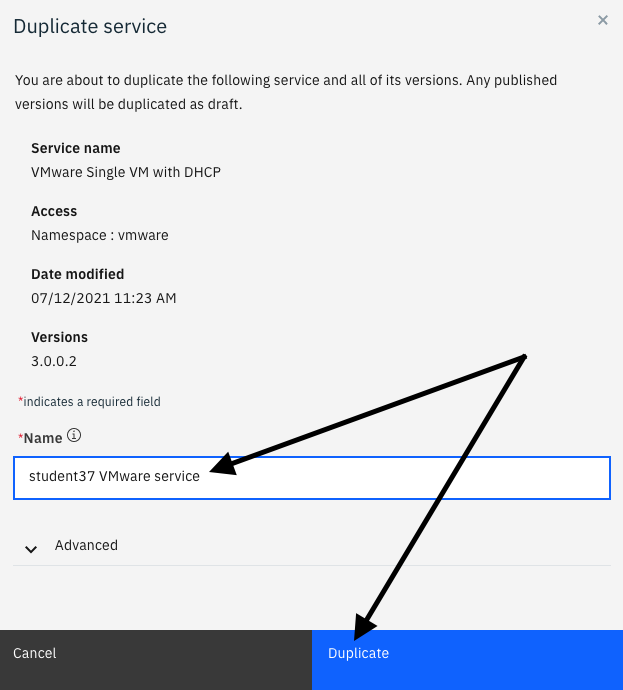 Duplicate service
×
You are about to duplicate the following service and all of its versions. Any published
versions will be duplicated as draft.
Service name
VMware Single VM with DHCP
Access
Namespace : vmware
Date modified
07/12/2021 11:23 AM
Versions
3.0.0.2
*indicates a required field
*Name
student37 VMware service
Advanced
Cancel
Duplicate